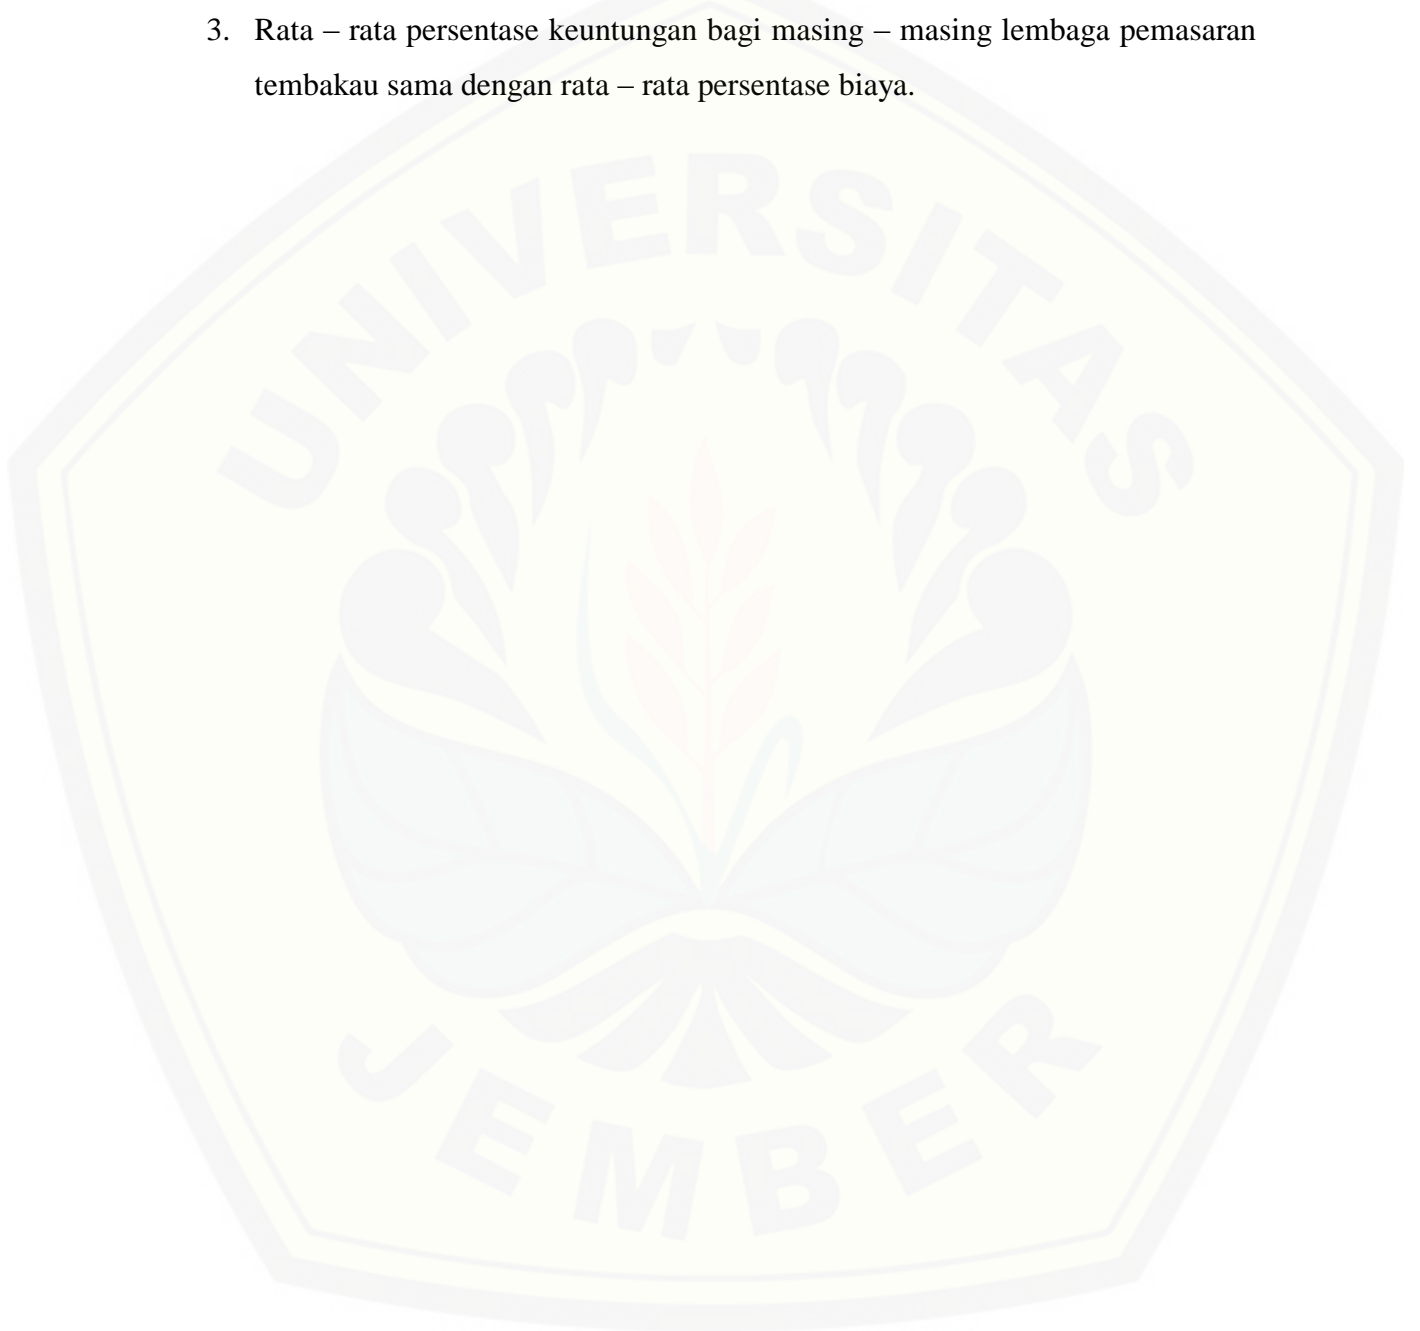 3. Rata – rata persentase keuntungan bagi masing – masing lembaga pemasaran
tembakau sama dengan rata – rata persentase biaya.
UNIVERSITAS
JEMBER